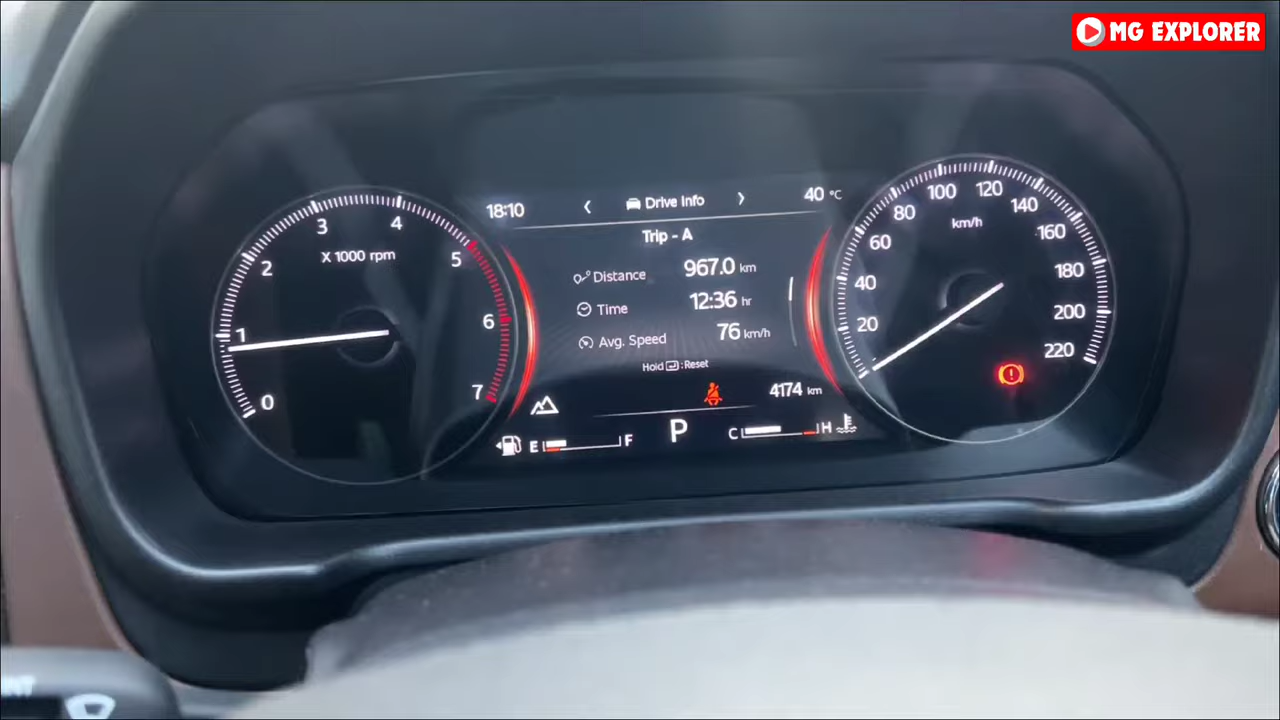 MG EXPLORER
18:10
Drive Info
40 °C
Trip - A
Distance 967.0 km
Time 12:36 hr
Avg. Speed 76 km/h
Hold :Reset
4174 km
E F
P
C H
0 1 2 3 4 5 6 7
X 1000 rpm
20 40 60 80 100 120 140 160 180 200 220
km/h